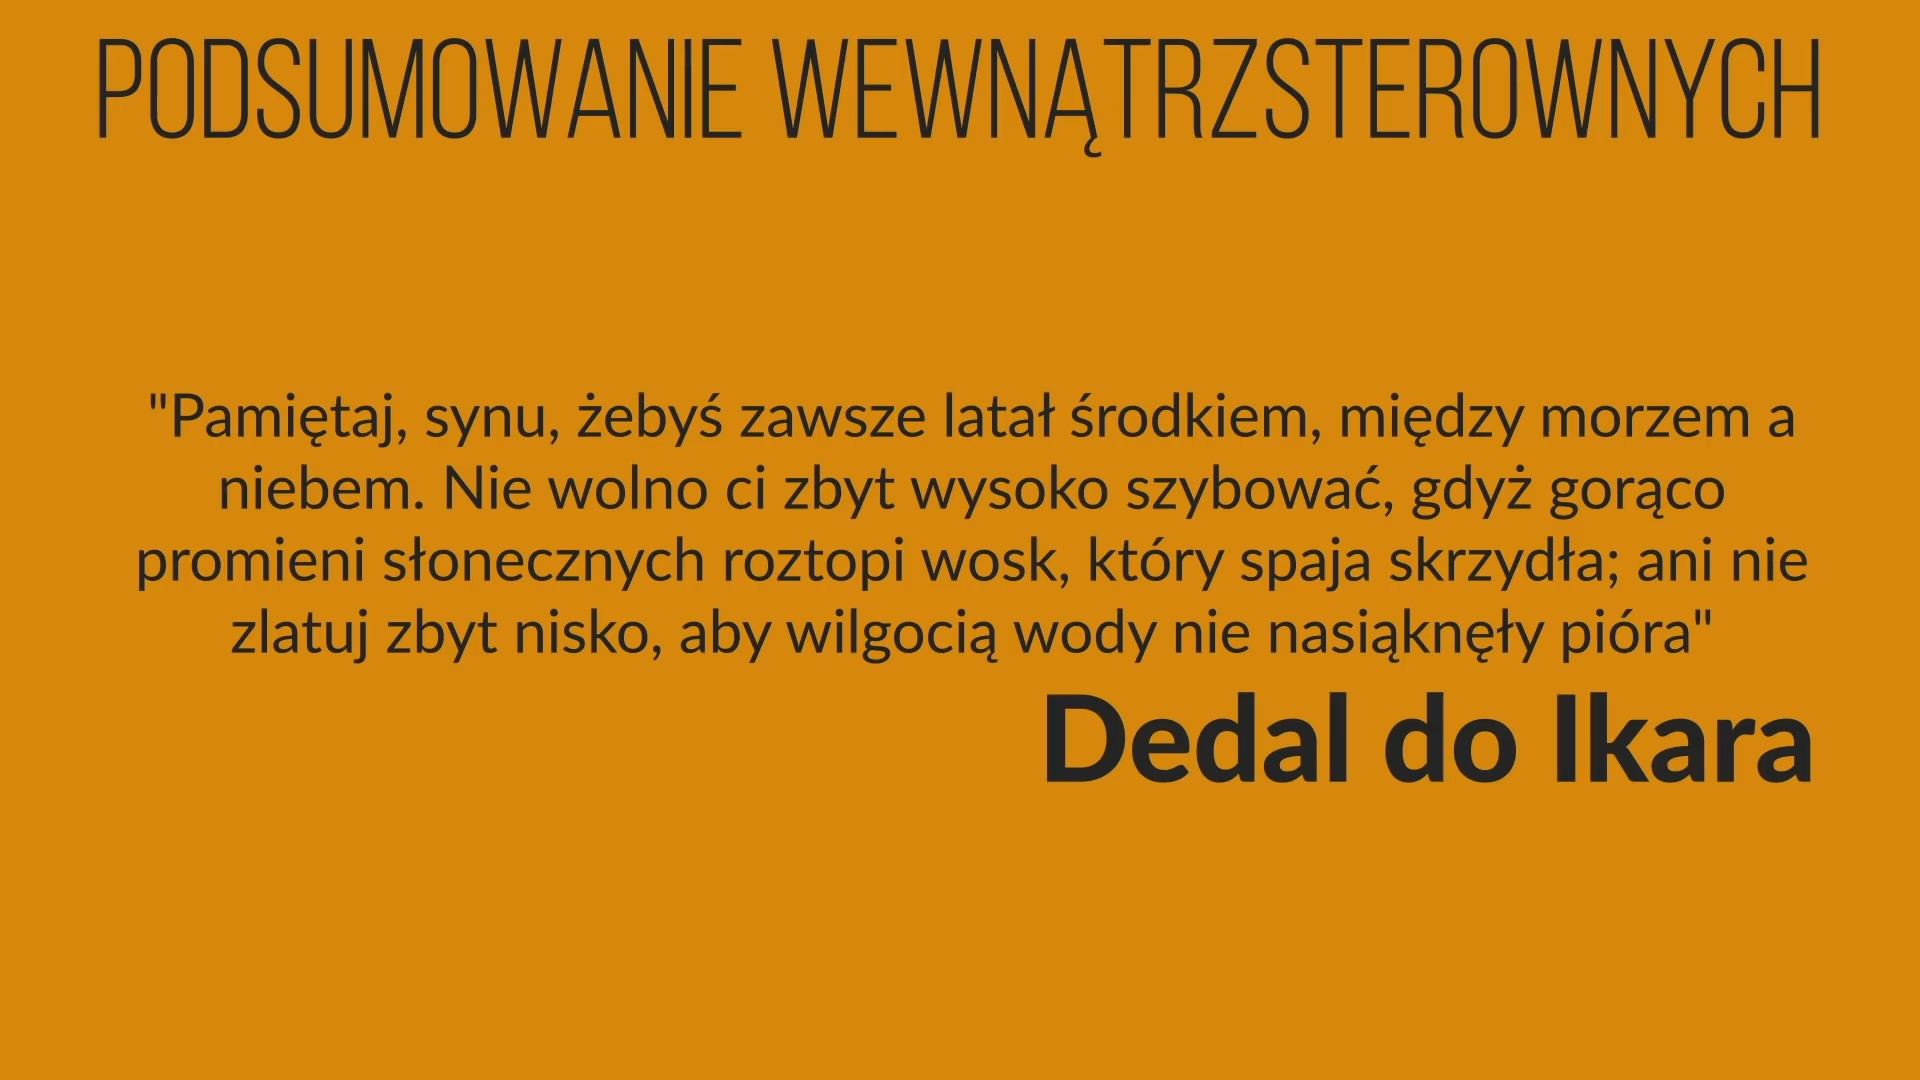 PODSUMOWANIE WEWNĄTRZSTEROWNYCH
"Pamiętaj, synu, żebyś zawsze latał środkiem, między morzem a
niebem. Nie wolno ci zbyt wysoko szybować, gdyż gorąco
promieni słonecznych roztopi wosk, który spaja skrzydła; ani nie
zlatuj zbyt nisko, aby wilgocią wody nie nasiąknęły pióra"
Dedal do Ikara